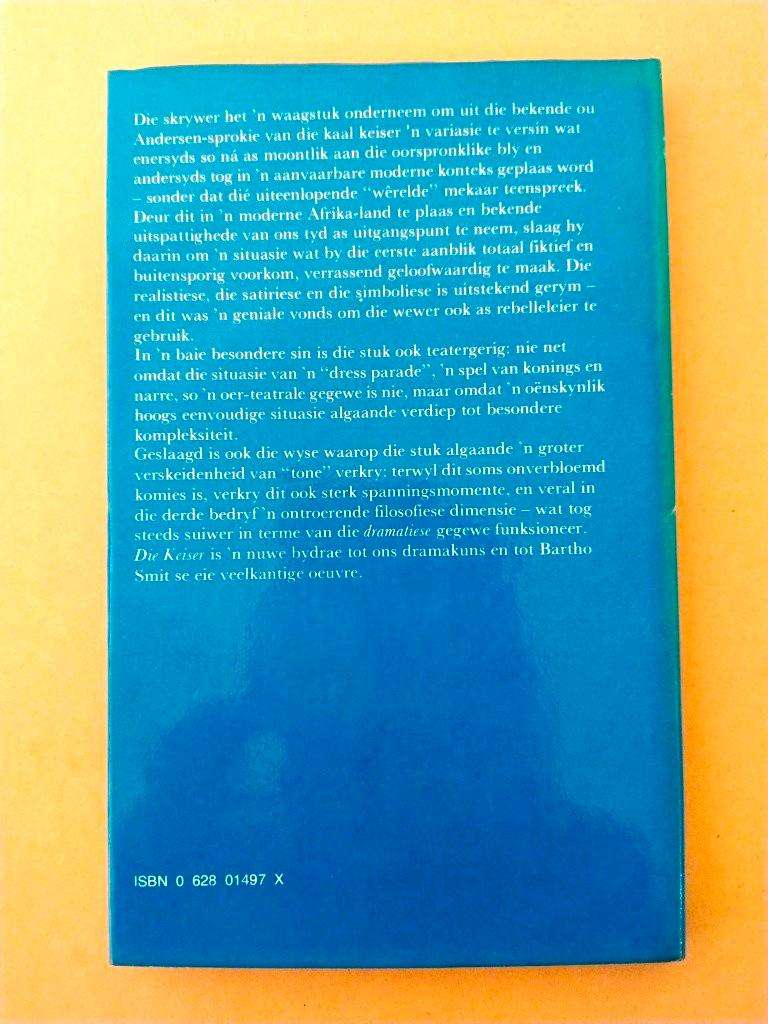 Die skrywer het 'n waagstuk onderneem om uit die bekende ou
Andersen-sprokie van die kaal keiser 'n variasie te versin wat
enersyds so ná as moontlik aan die oorspronklike bly en
andersyds tog in 'n aanvaarbare moderne konteks geplaas word
– sonder dat dié uiteenlopende “wêrelde” mekaar teenspreek.
Deur dit in 'n moderne Afrika-land te plaas en bekende
uitspattighede van ons tyd as uitgangspunt te neem, slaag hy
daarin om 'n situasie wat by die eerste aanblik totaal fiktief en
buitensporig voorkom, verrassend geloofwaardig te maak. Die
realistiese, die satiriese en die simboliese is uitstekend gerym –
en dit was 'n geniale vonds om die wewer ook as rebelleleier te
gebruik.
In 'n baie besondere sin is die stuk ook teatergerig: nie net
omdat die situasie van 'n “dress parade”, 'n spel van konings en
narre, so 'n oer-teatrale gegewe is nie, maar omdat 'n oënskynlik
hoogs eenvoudige situasie algaande verdiep tot besondere
kompleksiteit.
Geslaagd is ook die wyse waarop die stuk algaande 'n groter
verskeidenheid van “tone” verkry: terwyl dit soms onverbloemd
komies is, verkry dit ook sterk spanningsmomente, en veral in
die derde bedryf 'n ontroerende filosofiese dimensie – wat tog
steeds suiwer in terme van die dramatiese gegewe funksioneer.
Die Keiser is 'n nuwe bydrae tot ons dramakuns en tot Bartho
Smit se eie veelkantige oeuvre.
ISBN 0 628 01497 X